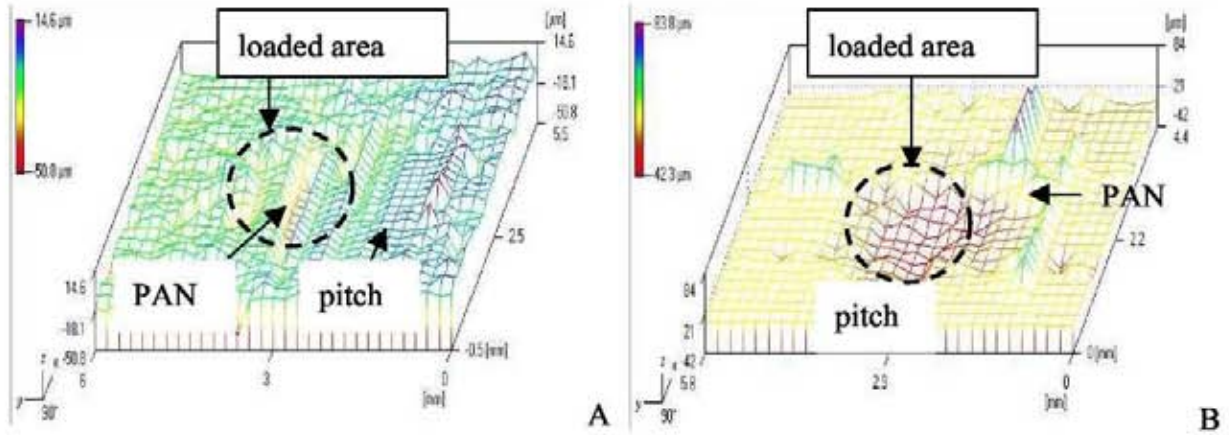 14.6 µm
-50.8 µm
loaded area
[µm]
14.6
-18.1
-50.8
5.5
2.5
-0.5 [mm]
PAN
pitch
14.6
-18.1
-50.8
z
x
y
90°
6
3
0
[mm]
A
83.8 µm
-42.3 µm
loaded area
[µm]
84
21
-42
4.4
PAN
2.2
pitch
84
21
-42
0 [mm]
z
x
y
90°
5.8
2.9
0
[mm]
B